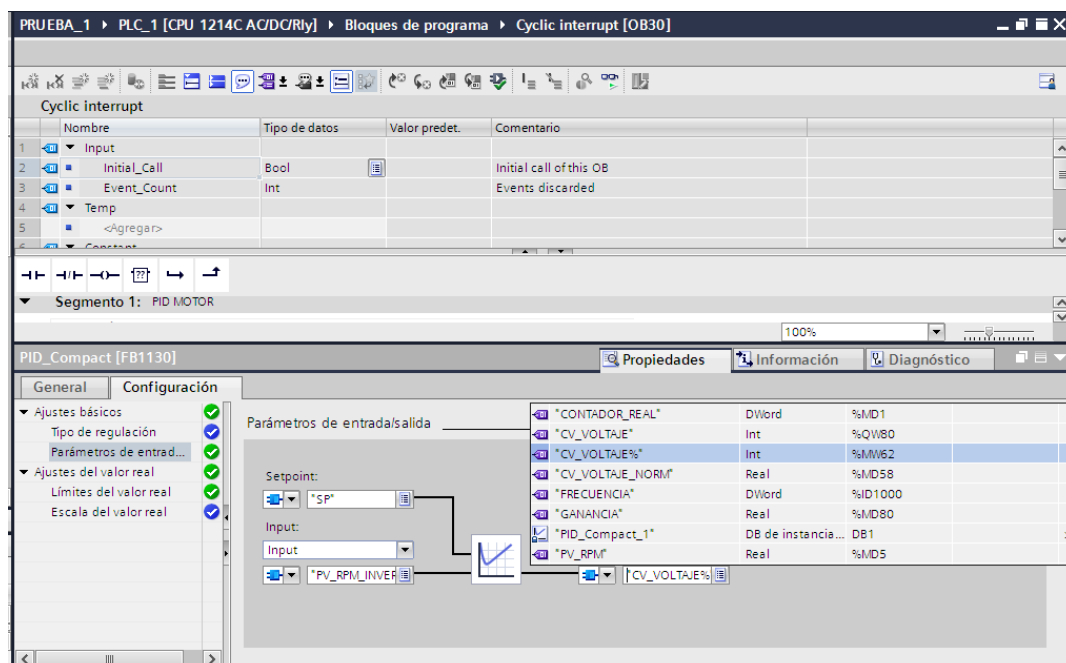 PRUEBA_1 ▸ PLC_1 [CPU 1214C AC/DC/Rly] ▸ Bloques de programa ▸ Cyclic interrupt [OB30]
Cyclic interrupt
Nombre Tipo de datos Valor predet. Comentario
1 Input
2 Initial_Call Bool Initial call of this OB
3 Event_Count Int Events discarded
4 Temp
5 <Agregar>
6 Constant
Segmento 1: PID MOTOR
100%
PID_Compact [FB1130] Propiedades Información Diagnóstico
General Configuración
Ajustes básicos
Tipo de regulación
Parámetros de entrad...
Ajustes del valor real
Límites del valor real
Escala del valor real
Parámetros de entrada/salida
Setpoint:
"SP"
Input:
Input
"PV_RPM_INVER
"CV_VOLTAJE%
"CONTADOR_REAL" DWord %MD1
"CV_VOLTAJE" Int %QW80
"CV_VOLTAJE%" Int %MW62
"CV_VOLTAJE_NORM" Real %MD58
"FRECUENCIA" DWord %ID1000
"GANANCIA" Real %MD80
"PID_Compact_1" DB de instancia... DB1
"PV_RPM" Real %MD5